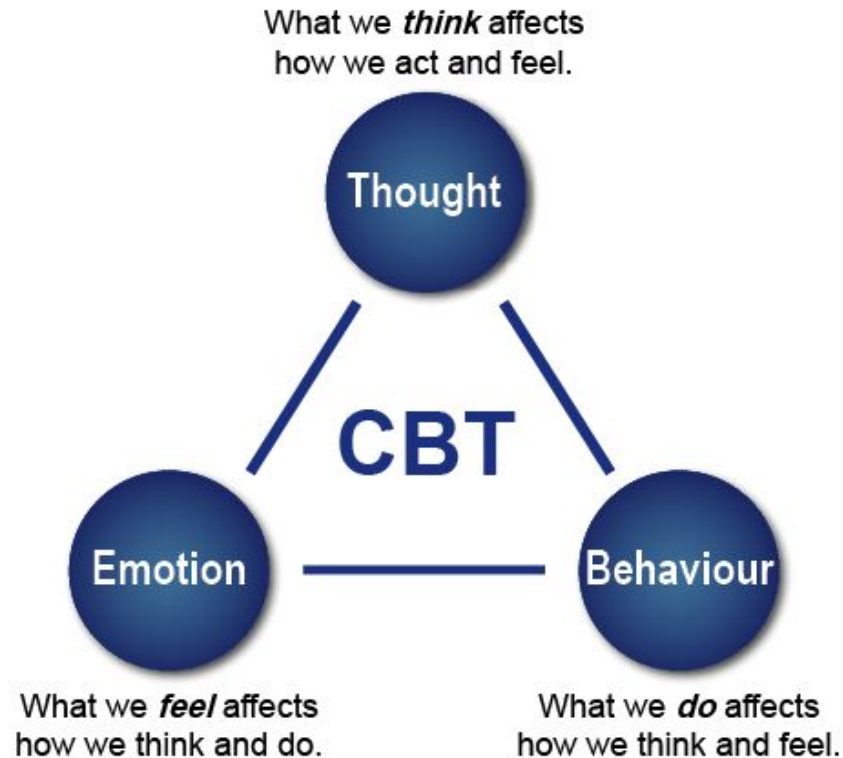 What we think affects
how we act and feel.
Thought
CBT
Emotion
Behaviour
What we feel affects
how we think and do.
What we do affects
how we think and feel.